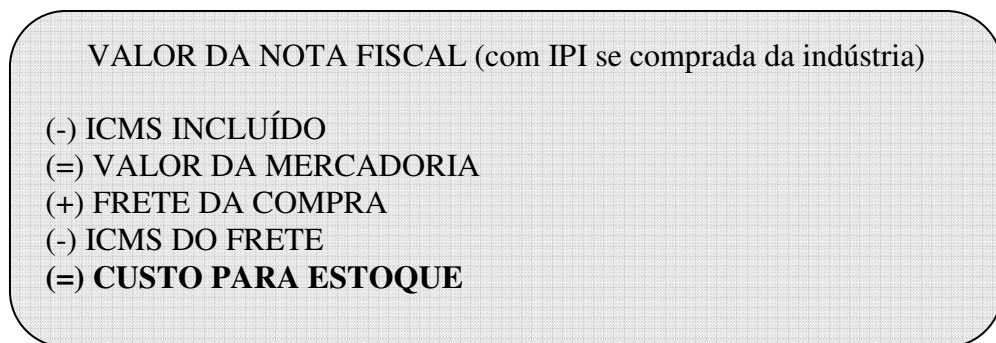 VALOR DA NOTA FISCAL (com IPI se comprada da indústria)
(-) ICMS INCLUÍDO
(=) VALOR DA MERCADORIA
(+) FRETE DA COMPRA
(-) ICMS DO FRETE
(=) CUSTO PARA ESTOQUE